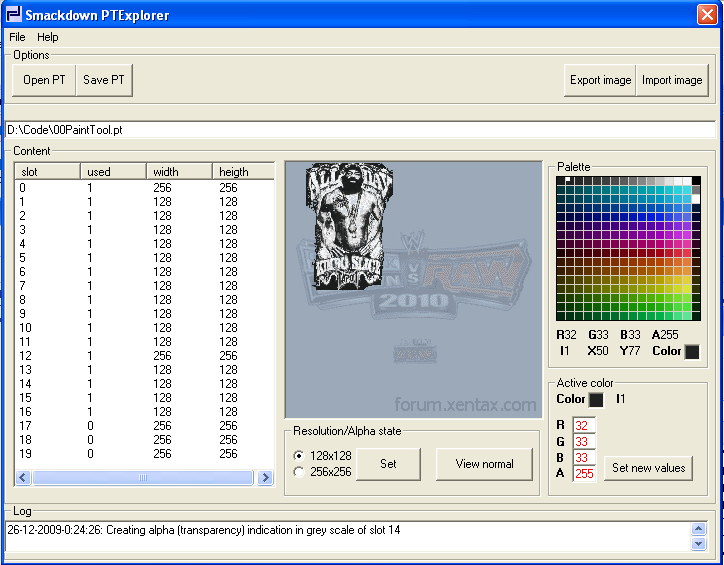 Smackdown PTExplorer
File Help
Options
Open PT Save PT Export image Import image
D:\Code\00PaintTool.pt
Content
slot used width heigth
0 1 256 256
1 1 128 128
2 1 128 128
3 1 128 128
4 1 128 128
5 1 128 128
6 1 128 128
7 1 128 128
8 1 128 128
9 1 128 128
10 1 128 128
11 1 128 128
12 1 256 256
13 1 128 128
14 1 128 128
15 1 128 128
16 1 128 128
17 0 256 256
18 0 256 256
19 0 256 256
ALL DAY
KIMBO SLICE
W
VS
RAW
2010
forum.xentax.com
Resolution/Alpha state
128x128
256x256
Set View normal
Palette
R32 G33 B33 A255
I1 X50 Y77 Color
Active color
Color I1
R 32
G 33
B 33
A 255
Set new values
Log
26-12-2009-0:24:26: Creating alpha (transparency) indication in grey scale of slot 14